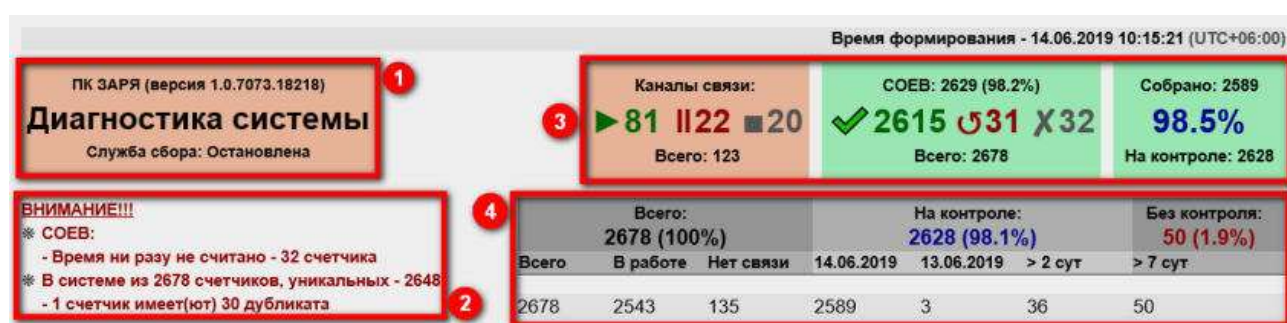 Время формирования - 14.06.2019 10:15:21 (UTC+06:00)
1
ПК ЗАРЯ (версия 1.0.7073.18218)
Диагностика системы
Служба сбора: Остановлена
3
Каналы связи:
81 22 20
Всего: 123
СОЕВ: 2629 (98.2%)
2615 31 32
Всего: 2678
Собрано: 2589
98.5%
На контроле: 2628
2
ВНИМАНИЕ!!!
СОЕВ:
- Время ни разу не считано - 32 счетчика
В системе из 2678 счетчиков, уникальных - 2648
- 1 счетчик имеет(ют) 30 дубликата
4
Всего: На контроле: Без контроля:
2678 (100%) 2628 (98.1%) 50 (1.9%)
Всего В работе Нет связи 14.06.2019 13.06.2019 > 2 сут > 7 сут
2678 2543 135 2589 3 36 50